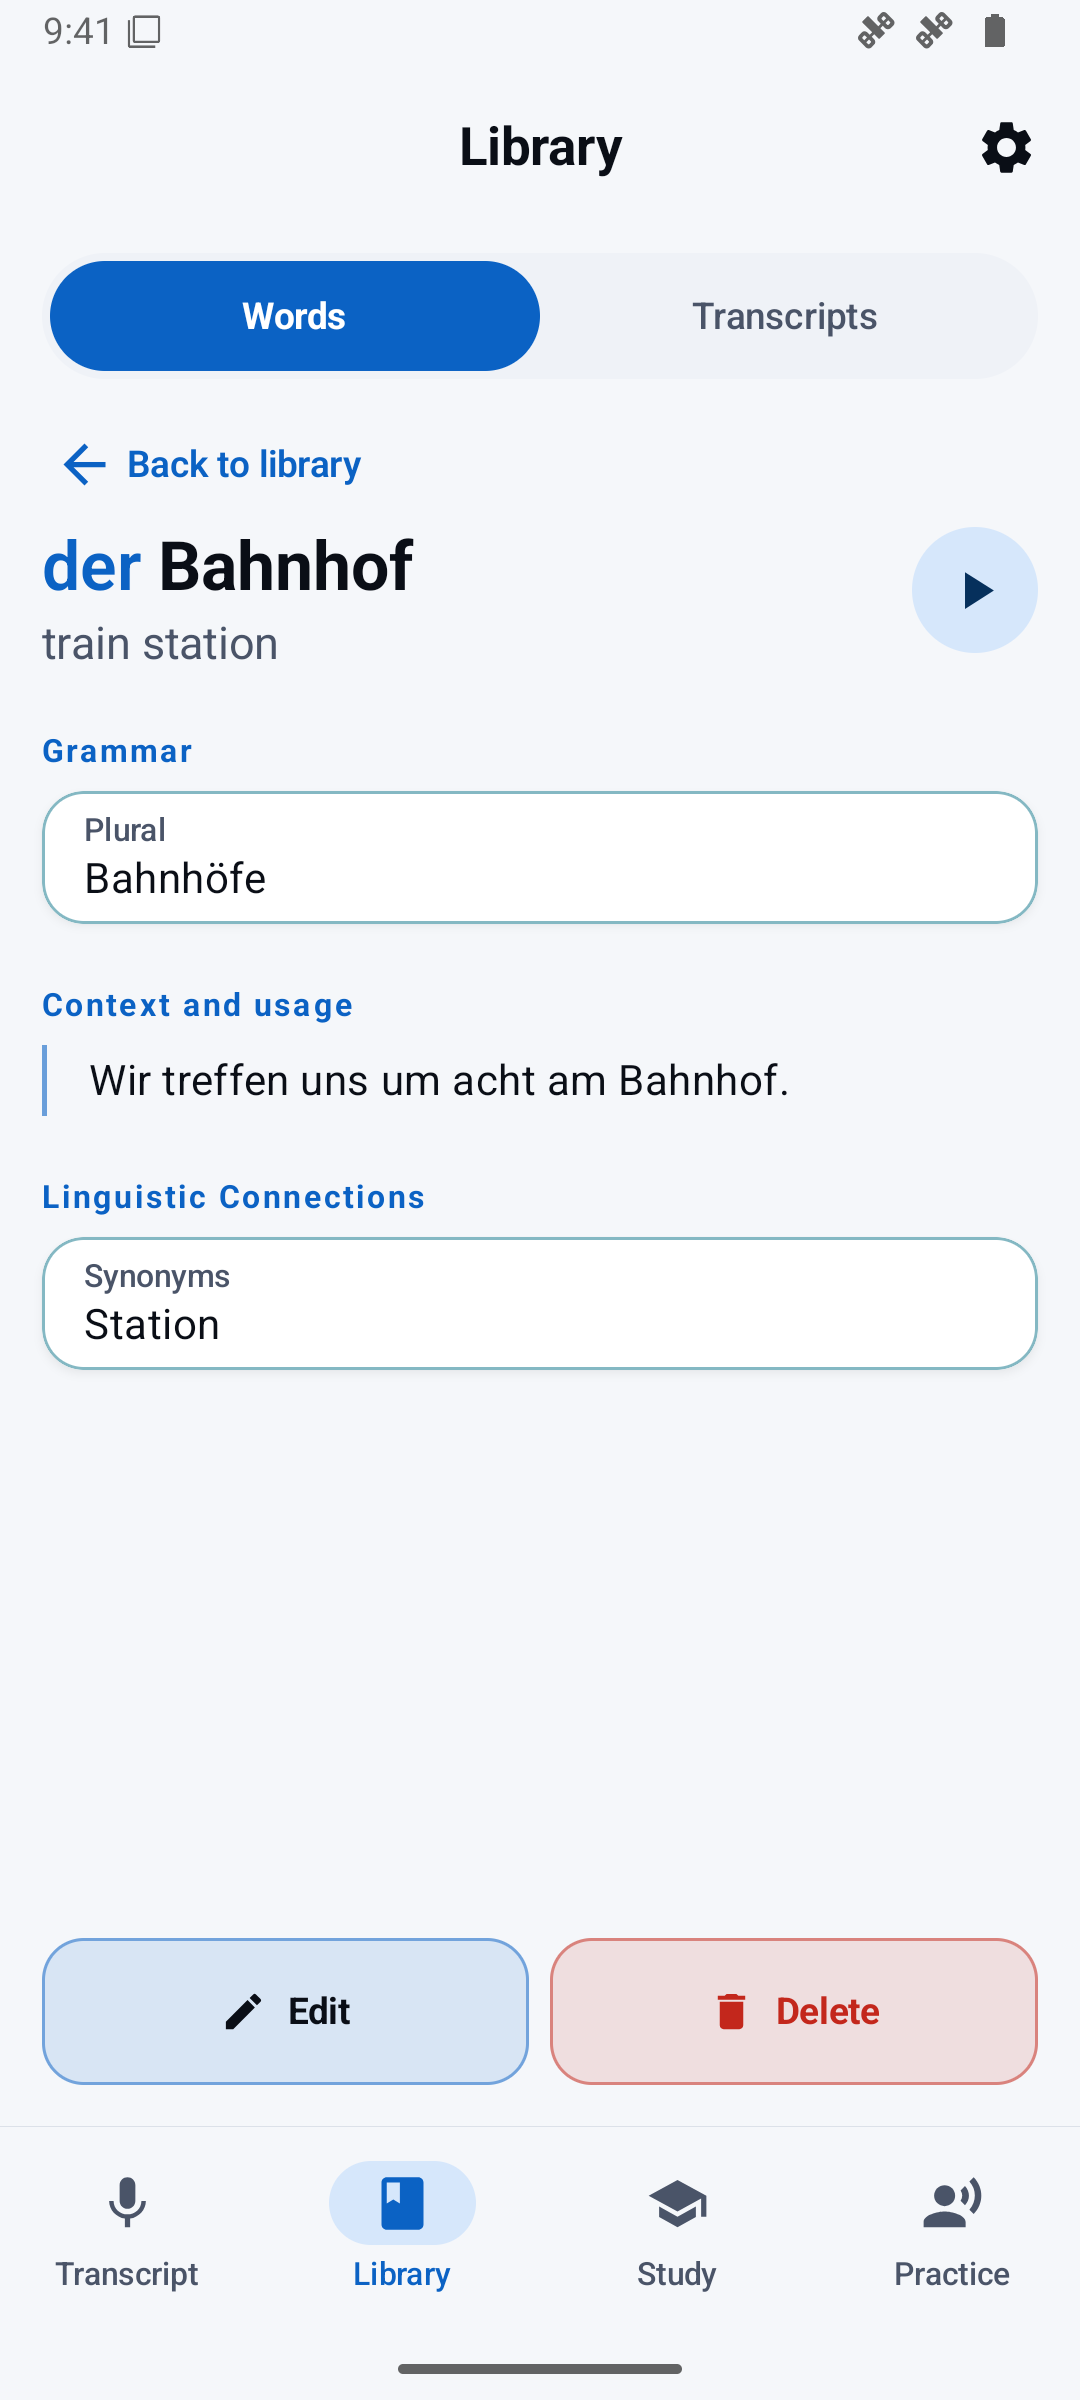 9:41
Library
Words
Transcripts
Back to library
der Bahnhof
train station
Grammar
Plural
Bahnhöfe
Context and usage
Wir treffen uns um acht am Bahnhof.
Linguistic Connections
Synonyms
Station
Edit
Delete
Transcript
Library
Study
Practice